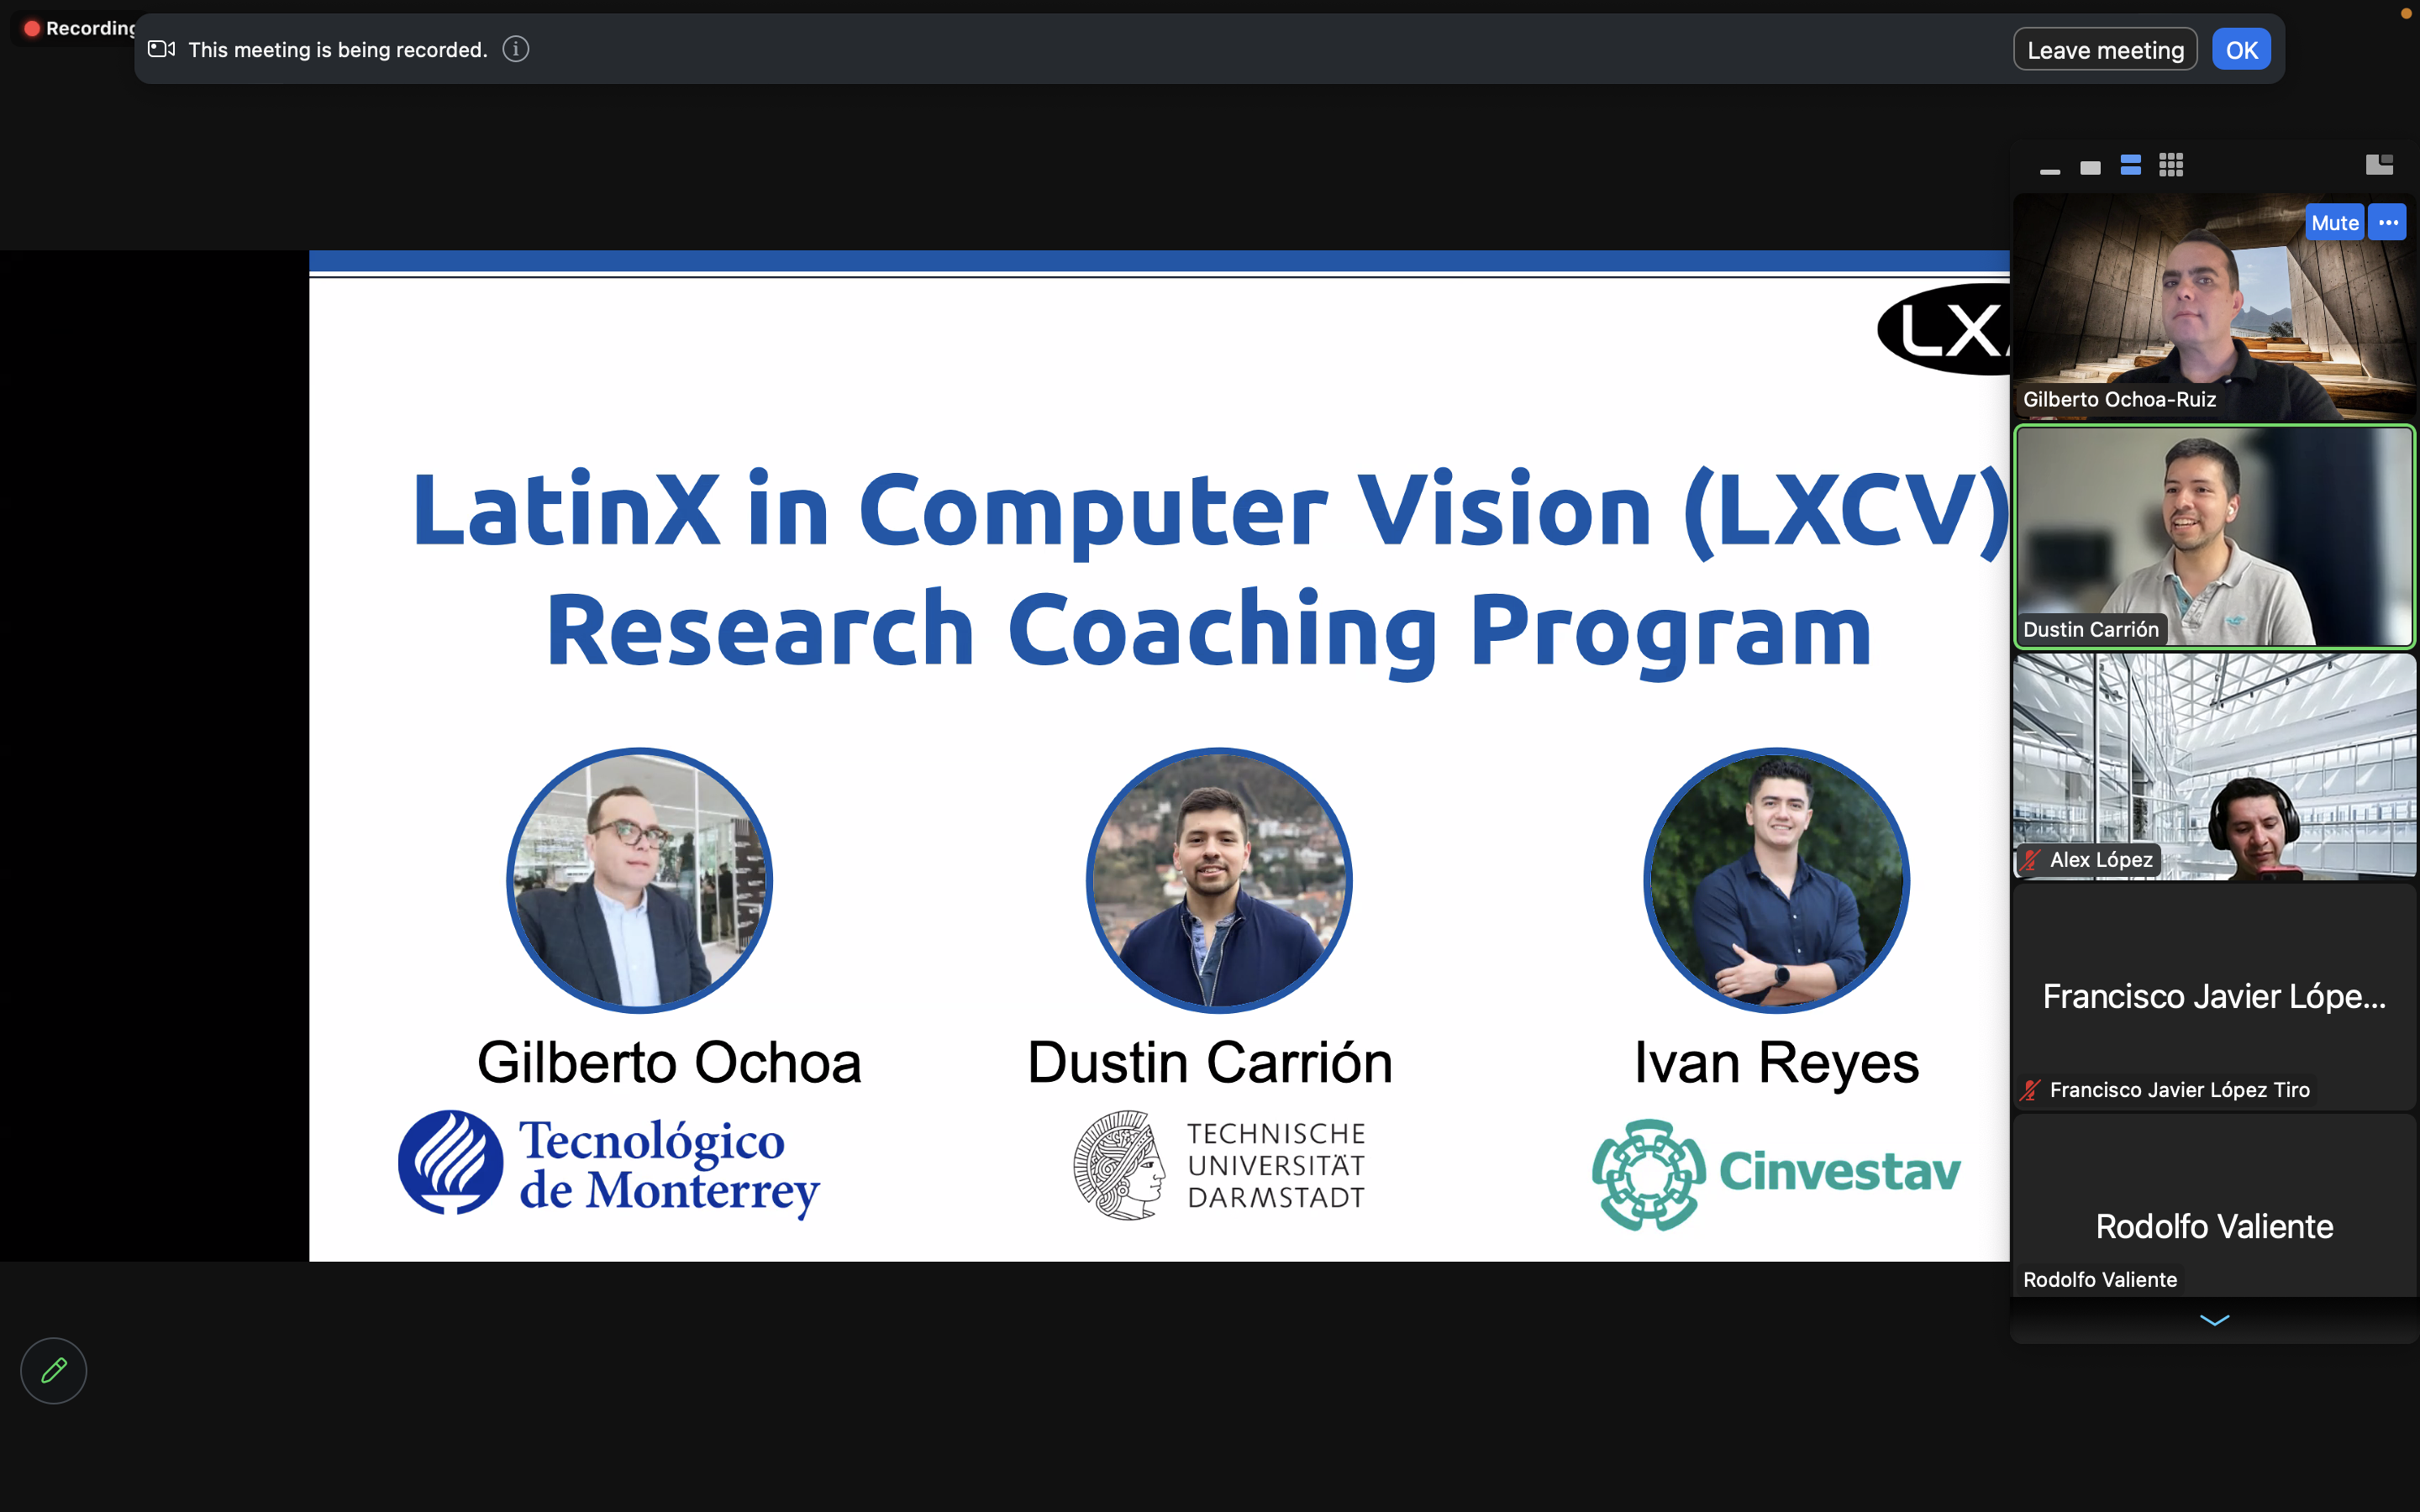 Recording
This meeting is being recorded.
Leave meeting
OK
LatinX in Computer Vision (LXCV)
Research Coaching Program
Gilberto Ochoa
Dustin Carrión
Ivan Reyes
Tecnológico
de Monterrey
TECHNISCHE
UNIVERSITÄT
DARMSTADT
Cinvestav
LX
Mute
Gilberto Ochoa-Ruiz
Dustin Carrión
Alex López
Francisco Javier Lópe...
Francisco Javier López Tiro
Rodolfo Valiente
Rodolfo Valiente